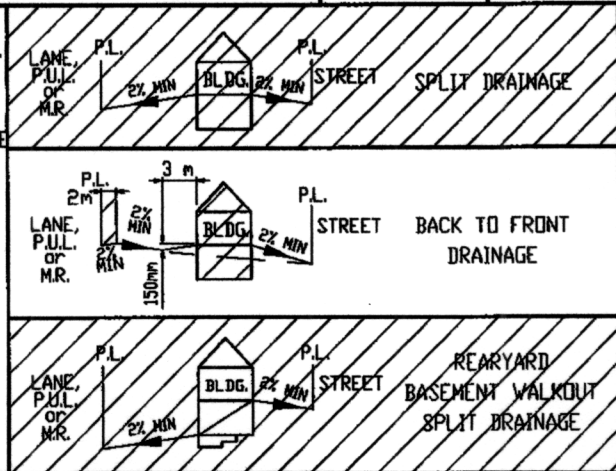 P.L.
LANE,
P.U.L.
or
M.R.
2% MIN
BLDG.
2% MIN
P.L.
STREET
SPLIT DRAINAGE
3 m
P.L.
2m
LANE,
P.U.L.
or
M.R.
2%
MIN
2%
MIN
150mm
BLDG.
2% MIN
P.L.
STREET
BACK TO FRONT
DRAINAGE
P.L.
LANE,
P.U.L.
or
M.R.
2% MIN
BLDG.
2% MIN
P.L.
STREET
REARYARD
BASEMENT WALKOUT
SPLIT DRAINAGE